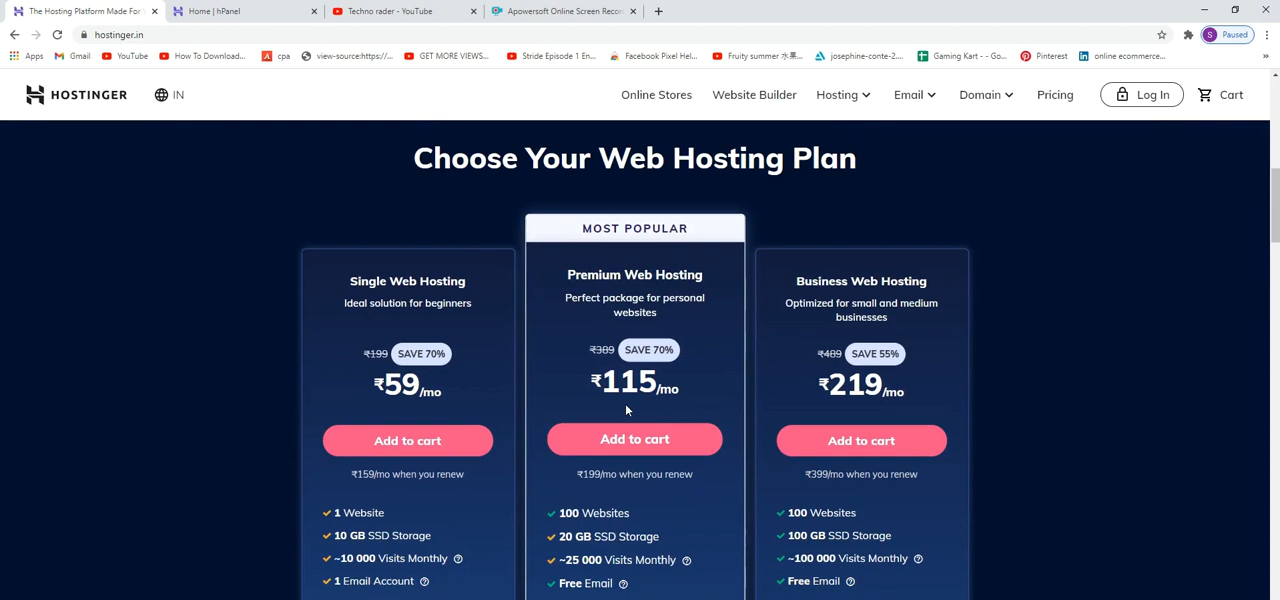 The Hosting Platform Made For Y
Home | hPanel
Techno rader - YouTube
Apowersoft Online Screen Recor
hostinger.in
S Paused
Apps
Gmail
YouTube
How To Download...
cpa
view-source:https://...
GET MORE VIEWS...
Stride Episode 1 En...
Facebook Pixel Hel...
Fruity summer 水果...
josephine-conte-2....
Gaming Kart - - Go...
Pinterest
online ecommerce...
HOSTINGER
IN
Online Stores
Website Builder
Hosting
Email
Domain
Pricing
Log In
Cart
Choose Your Web Hosting Plan
Single Web Hosting
Ideal solution for beginners
₹199 SAVE 70%
₹59/mo
Add to cart
₹159/mo when you renew
1 Website
10 GB SSD Storage
~10 000 Visits Monthly
1 Email Account
MOST POPULAR
Premium Web Hosting
Perfect package for personal
websites
₹389 SAVE 70%
₹115/mo
Add to cart
₹199/mo when you renew
100 Websites
20 GB SSD Storage
~25 000 Visits Monthly
Free Email
Business Web Hosting
Optimized for small and medium
businesses
₹489 SAVE 55%
₹219/mo
Add to cart
₹399/mo when you renew
100 Websites
100 GB SSD Storage
~100 000 Visits Monthly
Free Email